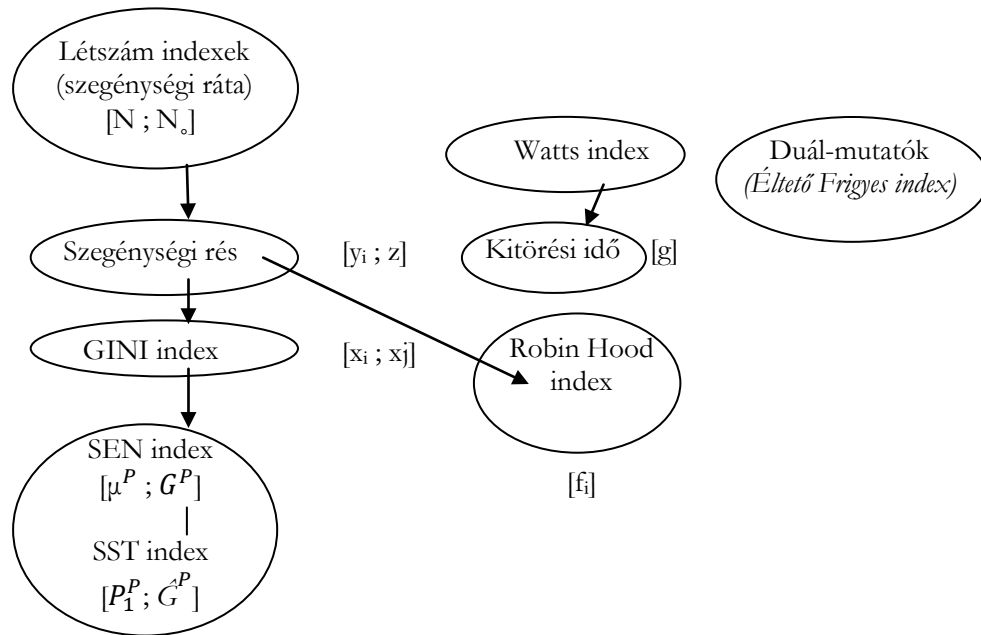 Létszám indexek
(szegénységi ráta)
[N ; N₀]
Watts index
Duál-mutatók
(Éltető Frigyes index)
Szegénységi rés
[yᵢ ; z]
Kitörési idő
[g]
GINI index
[xᵢ ; xj]
Robin Hood
index
SEN index
[μᴾ ; Gᴾ]
[fᵢ]
SST index
[P₁ᴾ; Ĝᴾ]